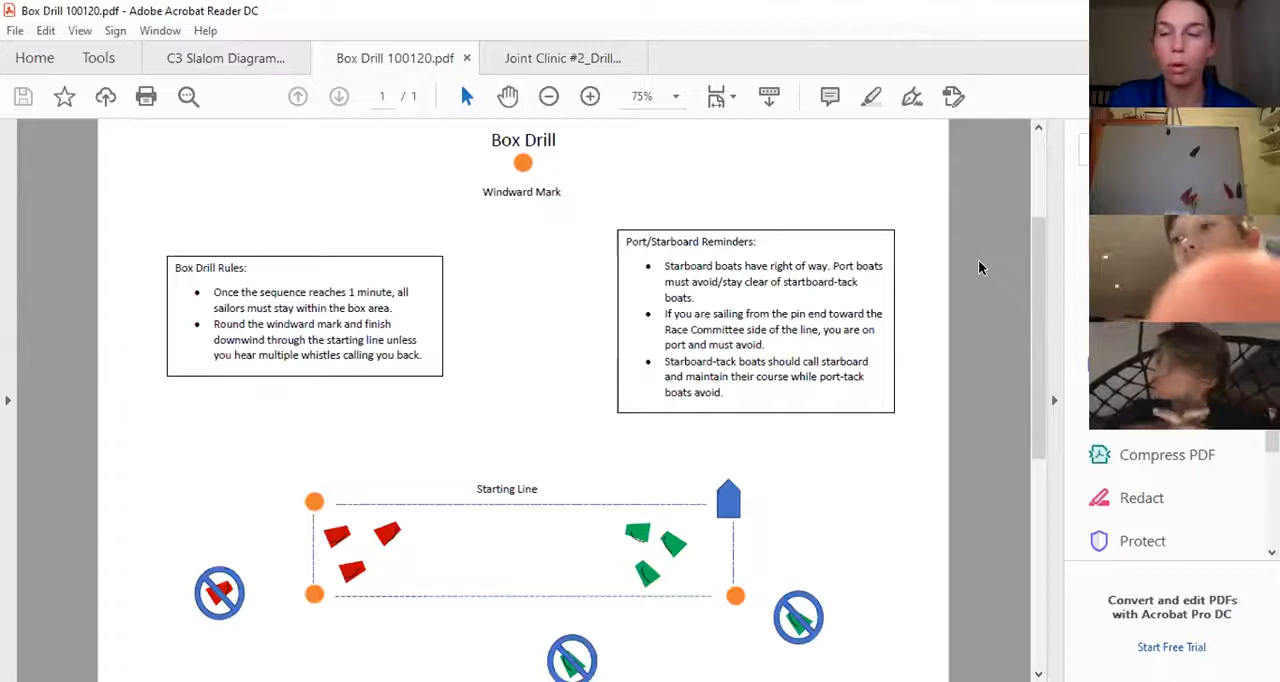 Box Drill 100120.pdf - Adobe Acrobat Reader DC
File Edit View Sign Window Help
Home Tools C3 Slalom Diagram... Box Drill 100120.pdf × Joint Clinic #2_Drill...
1 / 1 75%
Box Drill
Windward Mark
Box Drill Rules:
• Once the sequence reaches 1 minute, all
sailors must stay within the box area.
• Round the windward mark and finish
downwind through the starting line unless
you hear multiple whistles calling you back.
Port/Starboard Reminders:
• Starboard boats have right of way. Port boats
must avoid/stay clear of startboard-tack
boats.
• If you are sailing from the pin end toward the
Race Committee side of the line, you are on
port and must avoid.
• Starboard-tack boats should call starboard
and maintain their course while port-tack
boats avoid.
Starting Line
Compress PDF
Redact
Protect
Convert and edit PDFs
with Acrobat Pro DC
Start Free Trial